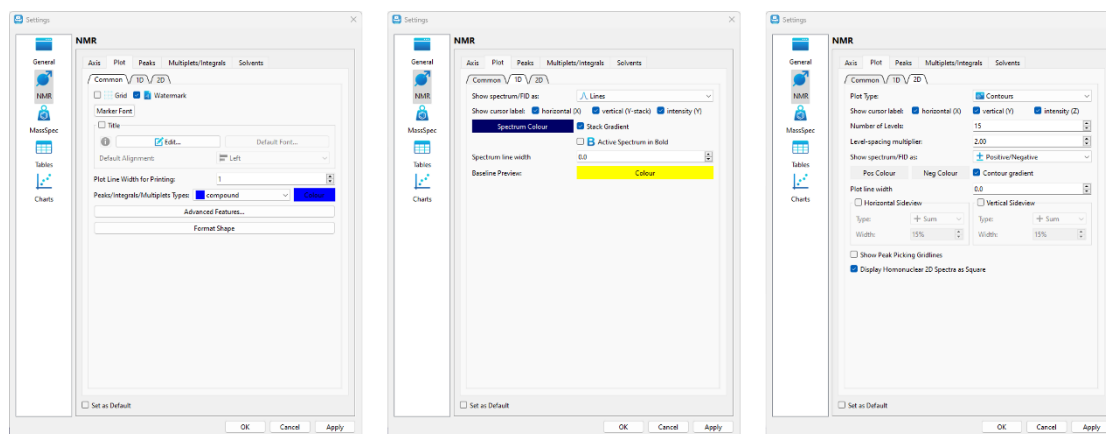 Settings
NMR
General
NMR
MassSpec
Tables
Charts
Axis Plot Peaks Multiplets/Integrals Solvents
Common 1D 2D
Grid Watermark
Marker Font
Title
Edit... Default Font...
Default Alignment: Left
Plot Line Width for Printing: 1
Peaks/Integrals/Multiplets Types: compound
Advanced Features...
Format Shape
Set as Default
OK Cancel Apply
Settings
NMR
General
NMR
MassSpec
Tables
Charts
Axis Plot Peaks Multiplets/Integrals Solvents
Common 1D 2D
Show spectrum/FID as: Lines
Show cursor label: horizontal (X) vertical (Y-stack) intensity (Y)
Spectrum Colour Stack Gradient
B Active Spectrum in Bold
Spectrum line width 0.0
Baseline Preview: Colour
Set as Default
OK Cancel Apply
Settings
NMR
General
NMR
MassSpec
Tables
Charts
Axis Plot Peaks Multiplets/Integrals Solvents
Common 1D 2D
Plot Type: Contours
Show cursor label: horizontal (X) vertical (Y) intensity (Z)
Number of Levels: 15
Level-spacing multiplier: 2.00
Show spectrum/FID as: Positive/Negative
Pos Colour Neg Colour Contour gradient
Plot line width 0.0
Horizontal Sideview Vertical Sideview
Type: Sum Type: Sum
Width: 15% Width: 15%
Show Peak Picking Gridlines
Display Homonuclear 2D Spectra as Square
Set as Default
OK Cancel Apply